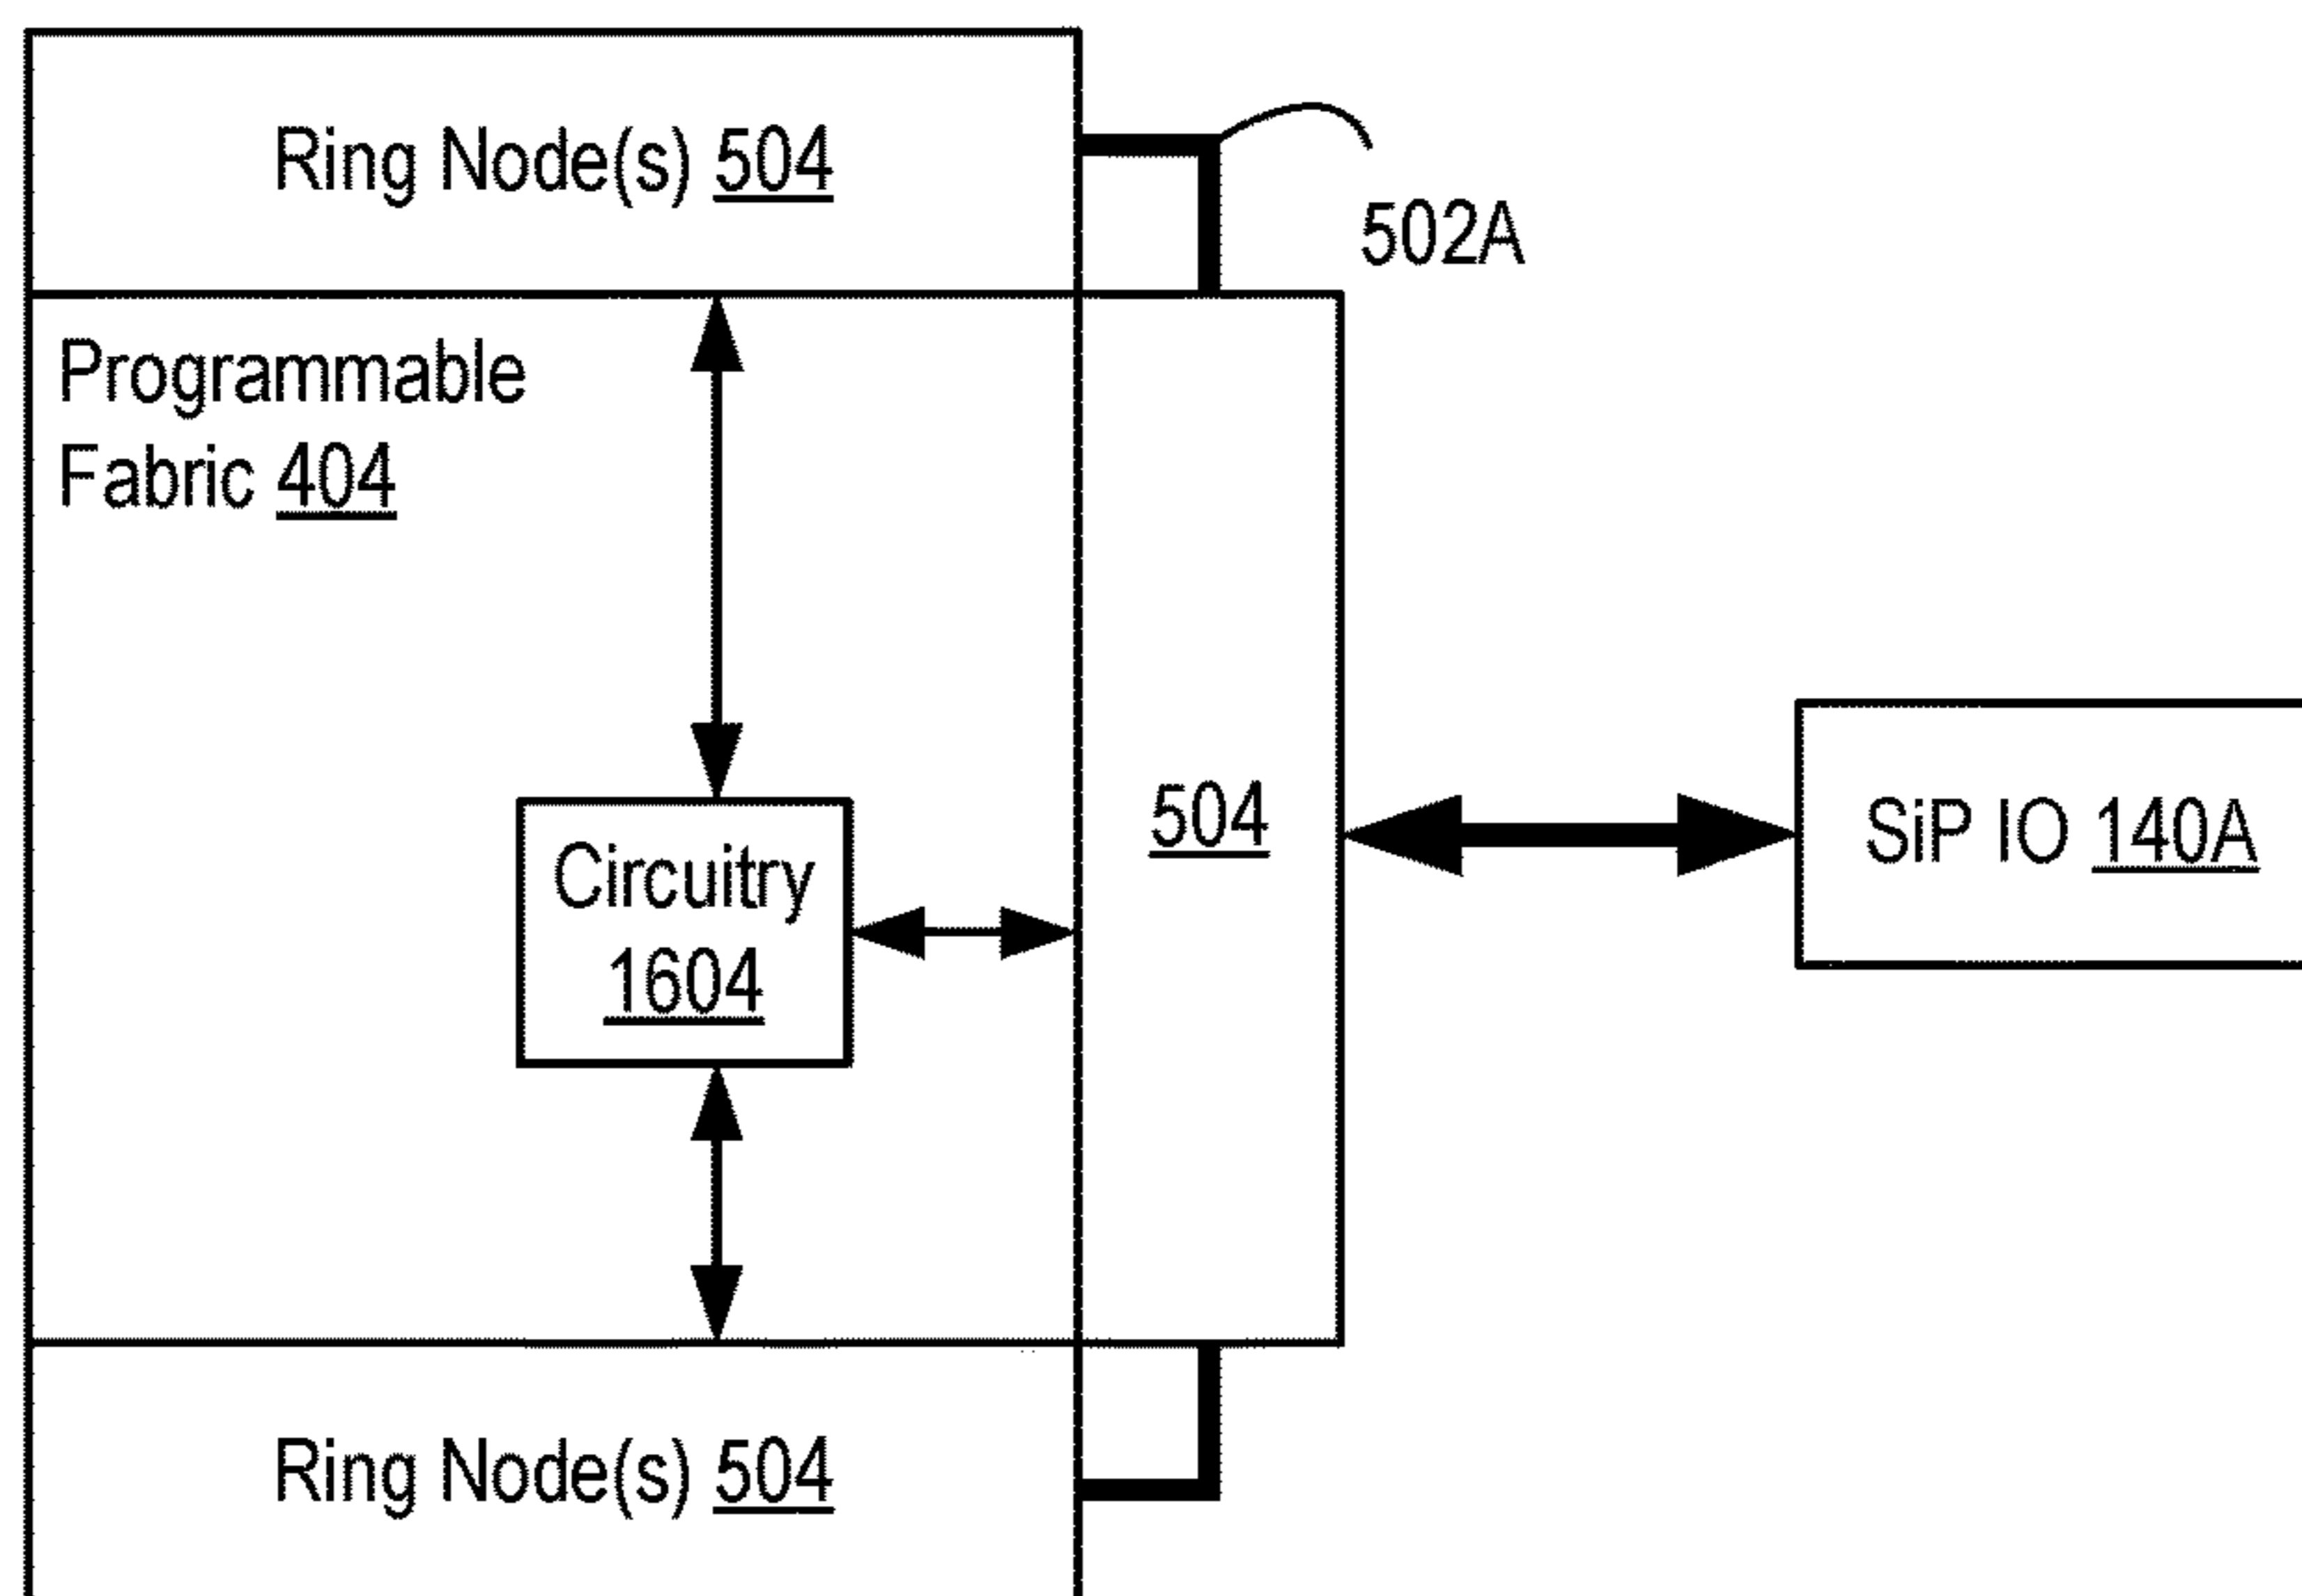 Ring Node(s) 504
502A
Programmable
Fabric 404
504
SiP IO 140A
Circuitry
1604
Ring Node(s) 504